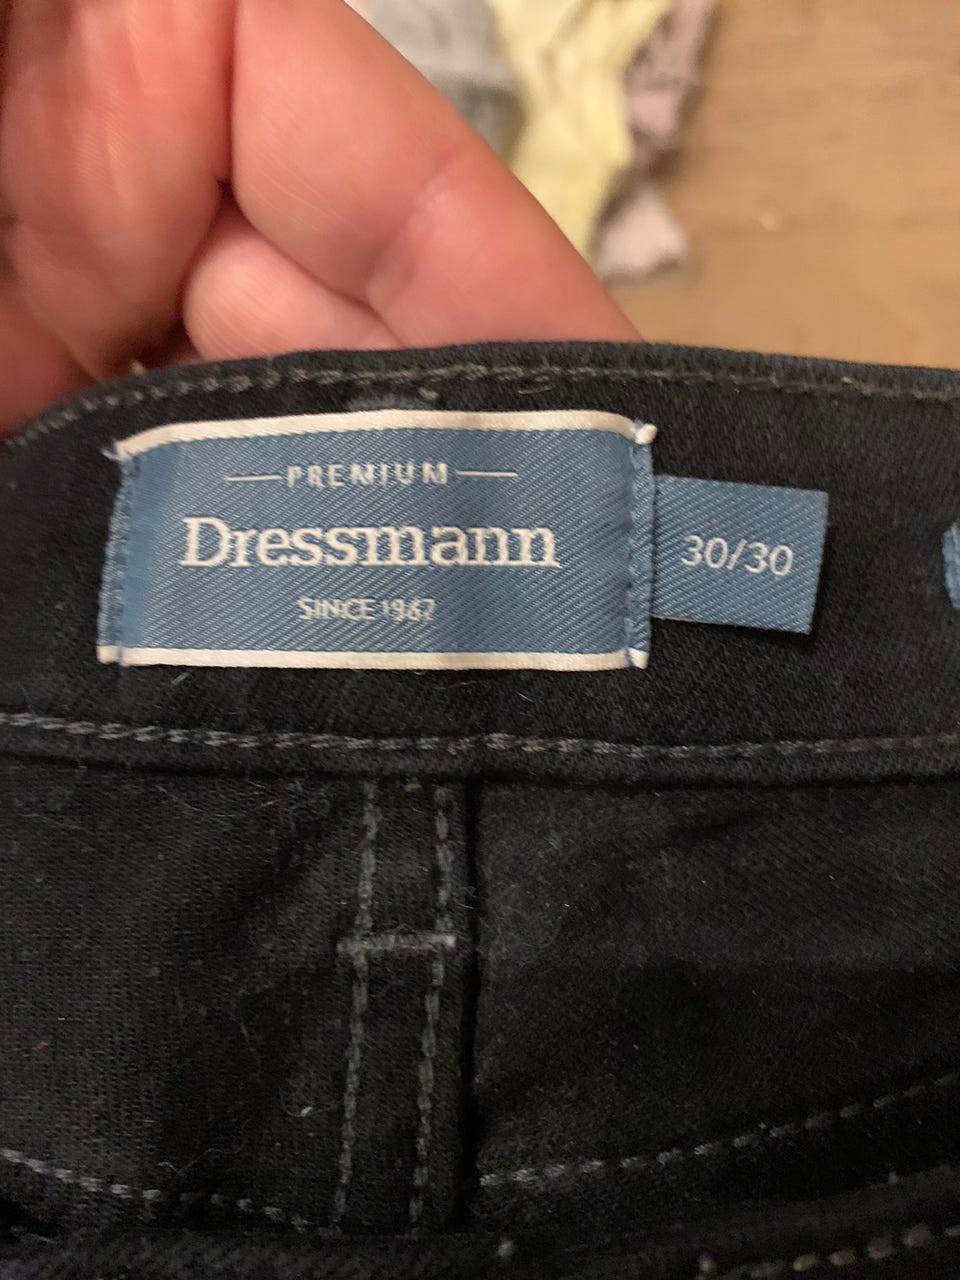 PREMIUM
Dressmann
SINCE 1967
30/30